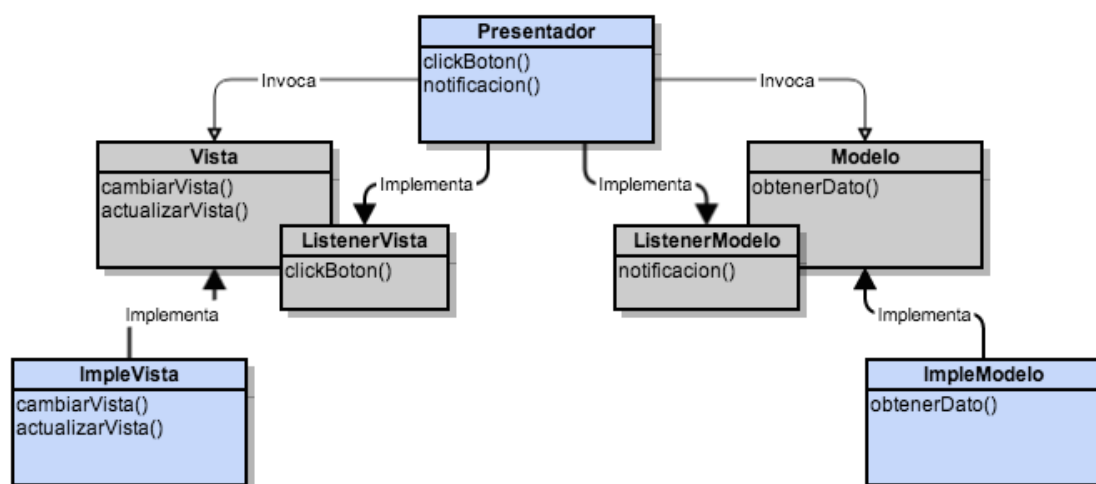 Presentador
clickBoton()
notificacion()
Invoca
Invoca
Vista
cambiarVista()
actualizarVista()
Modelo
obtenerDato()
Implementa
Implementa
ListenerVista
clickBoton()
ListenerModelo
notificacion()
Implementa
Implementa
ImpleVista
cambiarVista()
actualizarVista()
ImpleModelo
obtenerDato()